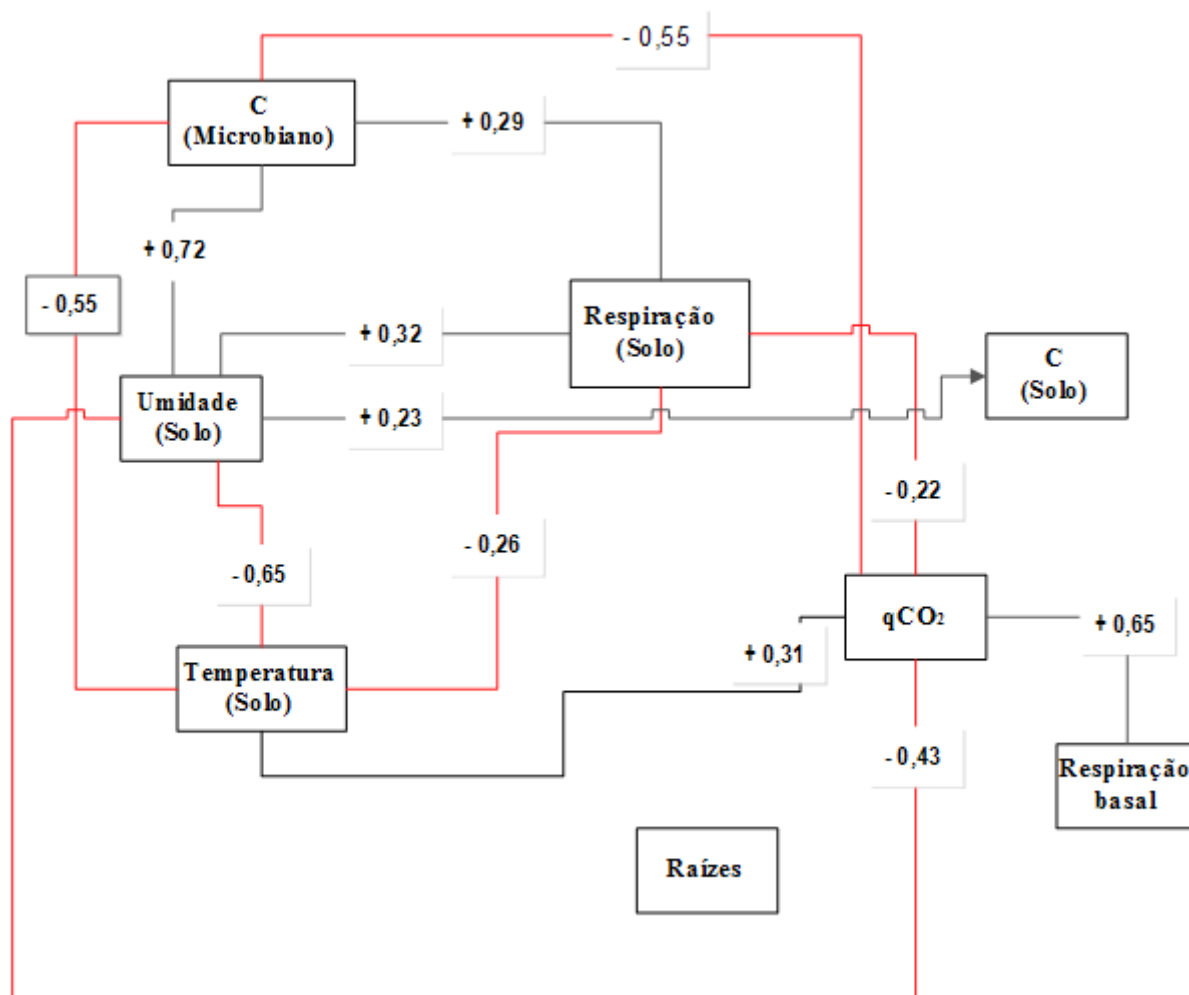 - 0,55
C
(Microbiano)
+ 0,29
+ 0,72
- 0,55
Respiração
(Solo)
+ 0,32
C
(Solo)
Umidade
(Solo)
+ 0,23
- 0,22
- 0,26
- 0,65
qCO₂
+ 0,65
+ 0,31
Temperatura
(Solo)
- 0,43
Respiração
basal
Raízes